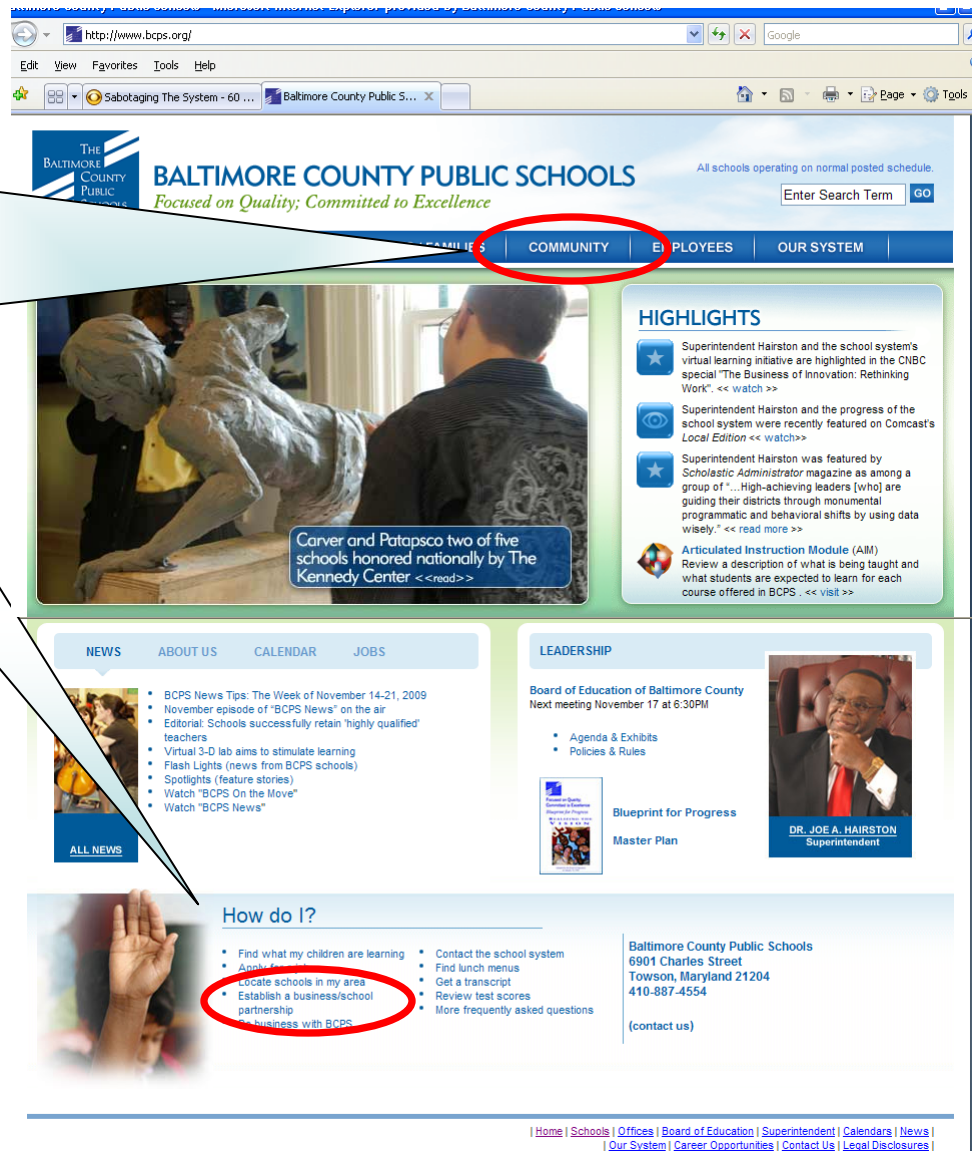 Baltimore County Public Schools - Microsoft Internet Explorer provided by Baltimore County Public Schools
http://www.bcps.org/
Google
Edit View Favorites Tools Help
Sabotaging The System - 60 ...
Baltimore County Public S...
Page
Tools
THE
BALTIMORE
COUNTY
PUBLIC
SCHOOLS
BALTIMORE COUNTY PUBLIC SCHOOLS
Focused on Quality; Committed to Excellence
All schools operating on normal posted schedule.
Enter Search Term GO
FAMILIES COMMUNITY EMPLOYEES OUR SYSTEM
Carver and Patapsco two of five
schools honored nationally by The
Kennedy Center <<read>>
HIGHLIGHTS
Superintendent Hairston and the school system's
virtual learning initiative are highlighted in the CNBC
special "The Business of Innovation: Rethinking
Work". << watch >>
Superintendent Hairston and the progress of the
school system were recently featured on Comcast's
Local Edition << watch>>
Superintendent Hairston was featured by
Scholastic Administrator magazine as among a
group of "...High-achieving leaders [who] are
guiding their districts through monumental
programmatic and behavioral shifts by using data
wisely." << read more >>
Articulated Instruction Module (AIM)
Review a description of what is being taught and
what students are expected to learn for each
course offered in BCPS . << visit >>
NEWS ABOUT US CALENDAR JOBS
BCPS News Tips: The Week of November 14-21, 2009
November episode of "BCPS News" on the air
Editorial: Schools successfully retain 'highly qualified'
teachers
Virtual 3-D lab aims to stimulate learning
Flash Lights (news from BCPS schools)
Spotlights (feature stories)
Watch "BCPS On the Move"
Watch "BCPS News"
ALL NEWS
LEADERSHIP
Board of Education of Baltimore County
Next meeting November 17 at 6:30PM
Agenda & Exhibits
Policies & Rules
Blueprint for Progress
Master Plan
DR. JOE A. HAIRSTON
Superintendent
How do I?
Find what my children are learning
Apply for a job
Locate schools in my area
Establish a business/school
partnership
Do business with BCPS
Contact the school system
Find lunch menus
Get a transcript
Review test scores
More frequently asked questions
Baltimore County Public Schools
6901 Charles Street
Towson, Maryland 21204
410-887-4554
(contact us)
| Home | Schools | Offices | Board of Education | Superintendent | Calendars | News |
| Our System | Career Opportunities | Contact Us | Legal Disclosures |